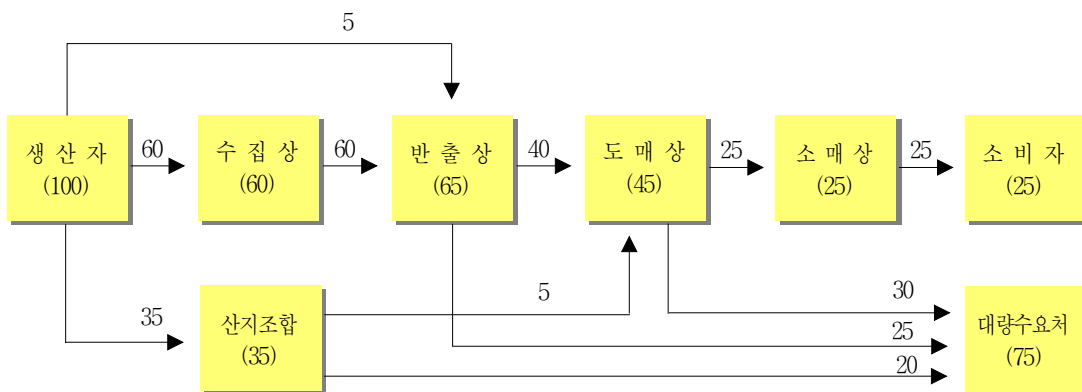 5
생 산 자
(100)
60
수 집 상
(60)
60
반 출 상
(65)
40
도 매 상
(45)
25
소 매 상
(25)
25
소 비 자
(25)
35
산지조합
(35)
5
30
25
20
대량수요처
(75)